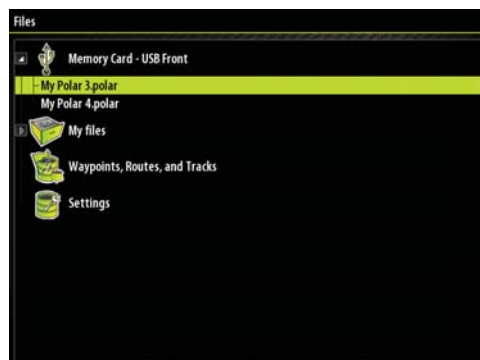 Files
Memory Card - USB Front
My Polar 3.polar
My Polar 4.polar
My files
Waypoints, Routes, and Tracks
Settings